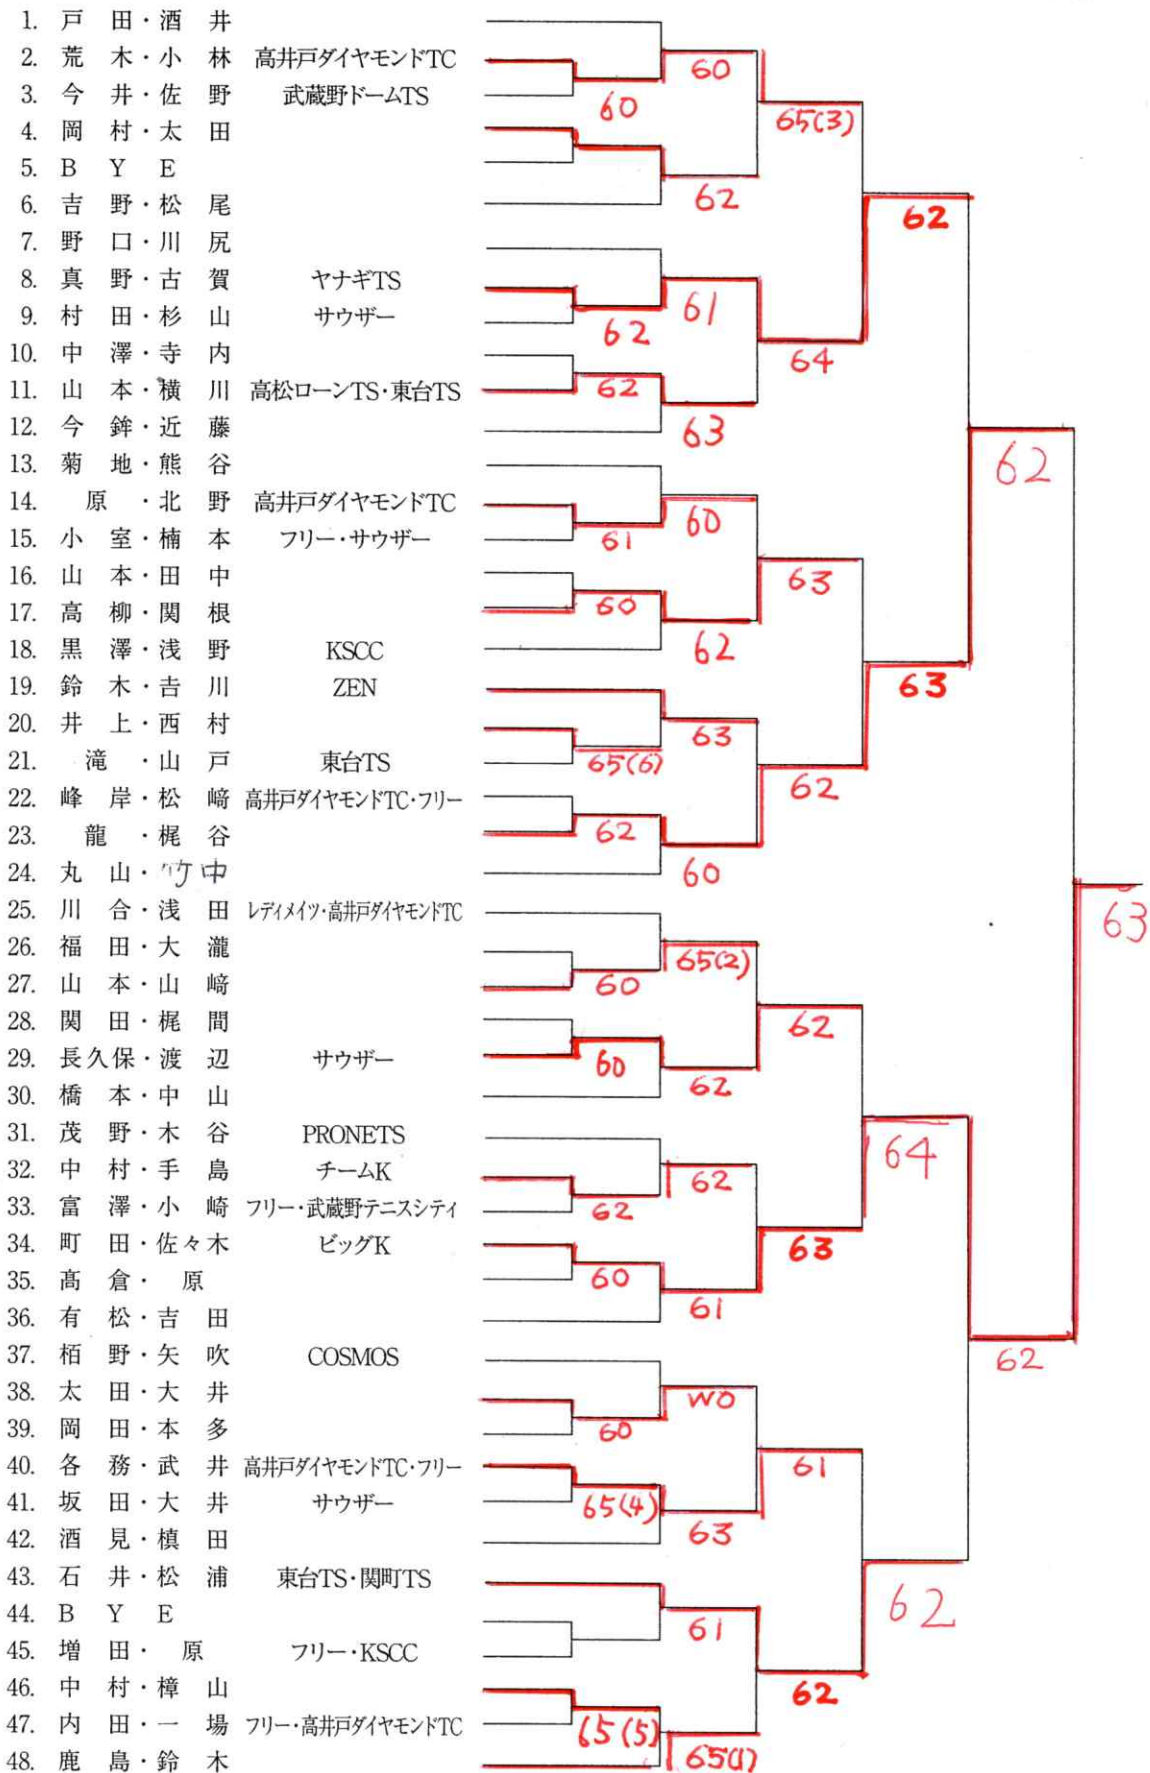 1. 戸田・酒井
2. 荒木・小林 高井戸ダイヤモンドTC
3. 今井・佐野 武蔵野ドームTS
4. 岡村・太田
5. BYE
6. 吉野・松尾
7. 野口・川尻
8. 真野・古賀 ヤナギTS
9. 村田・杉山 サウザー
10. 中澤・寺内
11. 山本・横川 高松ローンTS・東台TS
12. 今鉾・近藤
13. 菊地・熊谷
14. 原・北野 高井戸ダイヤモンドTC
15. 小室・楠本 フリー・サウザー
16. 山本・田中
17. 高柳・関根
18. 黒澤・浅野 KSCC
19. 鈴木・吉川 ZEN
20. 井上・西村
21. 滝・山戸 東台TS
22. 峰岸・松﨑 高井戸ダイヤモンドTC・フリー
23. 龍・梶谷
24. 丸山・竹中
25. 川合・浅田 レディメイツ・高井戸ダイヤモンドTC
26. 福田・大瀧
27. 山本・山﨑
28. 関田・梶間
29. 長久保・渡辺 サウザー
30. 橋本・中山
31. 茂野・木谷 PRONETS
32. 中村・手島 チームK
33. 富澤・小崎 フリー・武蔵野テニスシティ
34. 町田・佐々木 ビッグK
35. 髙倉・原
36. 有松・吉田
37. 栢野・矢吹 COSMOS
38. 太田・大井
39. 岡田・本多
40. 各務・武井 高井戸ダイヤモンドTC・フリー
41. 坂田・大井 サウザー
42. 酒見・槙田
43. 石井・松浦 東台TS・関町TS
44. BYE
45. 増田・原 フリー・KSCC
46. 中村・樟山
47. 内田・一場 フリー・高井戸ダイヤモンドTC
48. 鹿島・鈴木
60
62
62
61
60
65(6)
62
60
60
62
60
60
65(4)
65(5)
60
62
61
63
60
62
63
60
65(2)
62
62
61
WO
63
61
65(1)
65(3)
64
63
62
62
63
61
62
62
63
64
62
62
62
63